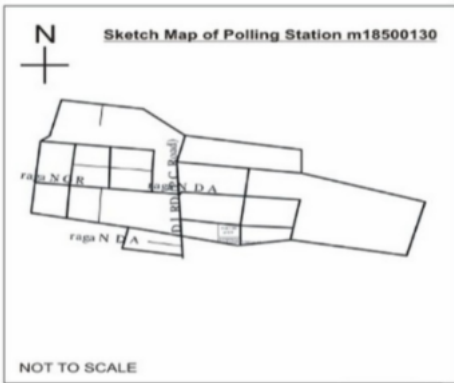 N
Sketch Map of Polling Station m18500130
raga N G R
raga N D A
raga N D A
NOT TO SCALE